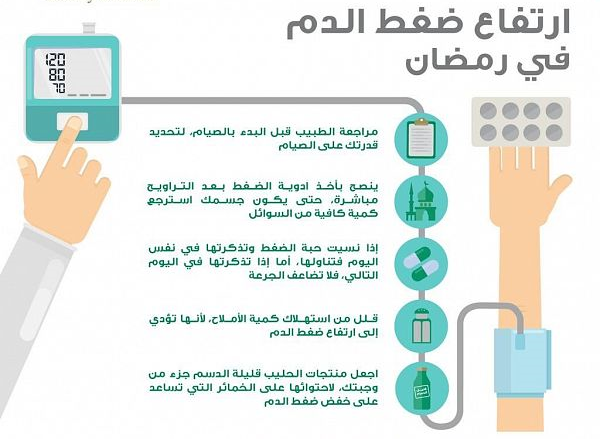 ارتفاع ضغط الدم
في رمضان
120
80
70
مراجعة الطبيب قبل البدء بالصيام، لتحديد
قدرتك على الصيام
ينصح بأخذ ادوية الضغط بعد التراويح
مباشرة، حتى يكون جسمك استرجع
كمية كافية من السوائل
إذا نسيت حبة الضغط وتذكرتها في نفس
اليوم فتناولها، أما إذا تذكرتها في اليوم
التالي، فلا تضاعف الجرعة
قلل من استهلاك كمية الأملاح، لأنها تؤدي
إلى ارتفاع ضغط الدم
اجعل منتجات الحليب قليلة الدسم جزء من
وجبتك، لاحتوائها على الخمائر التي تساعد
على خفض ضغط الدم